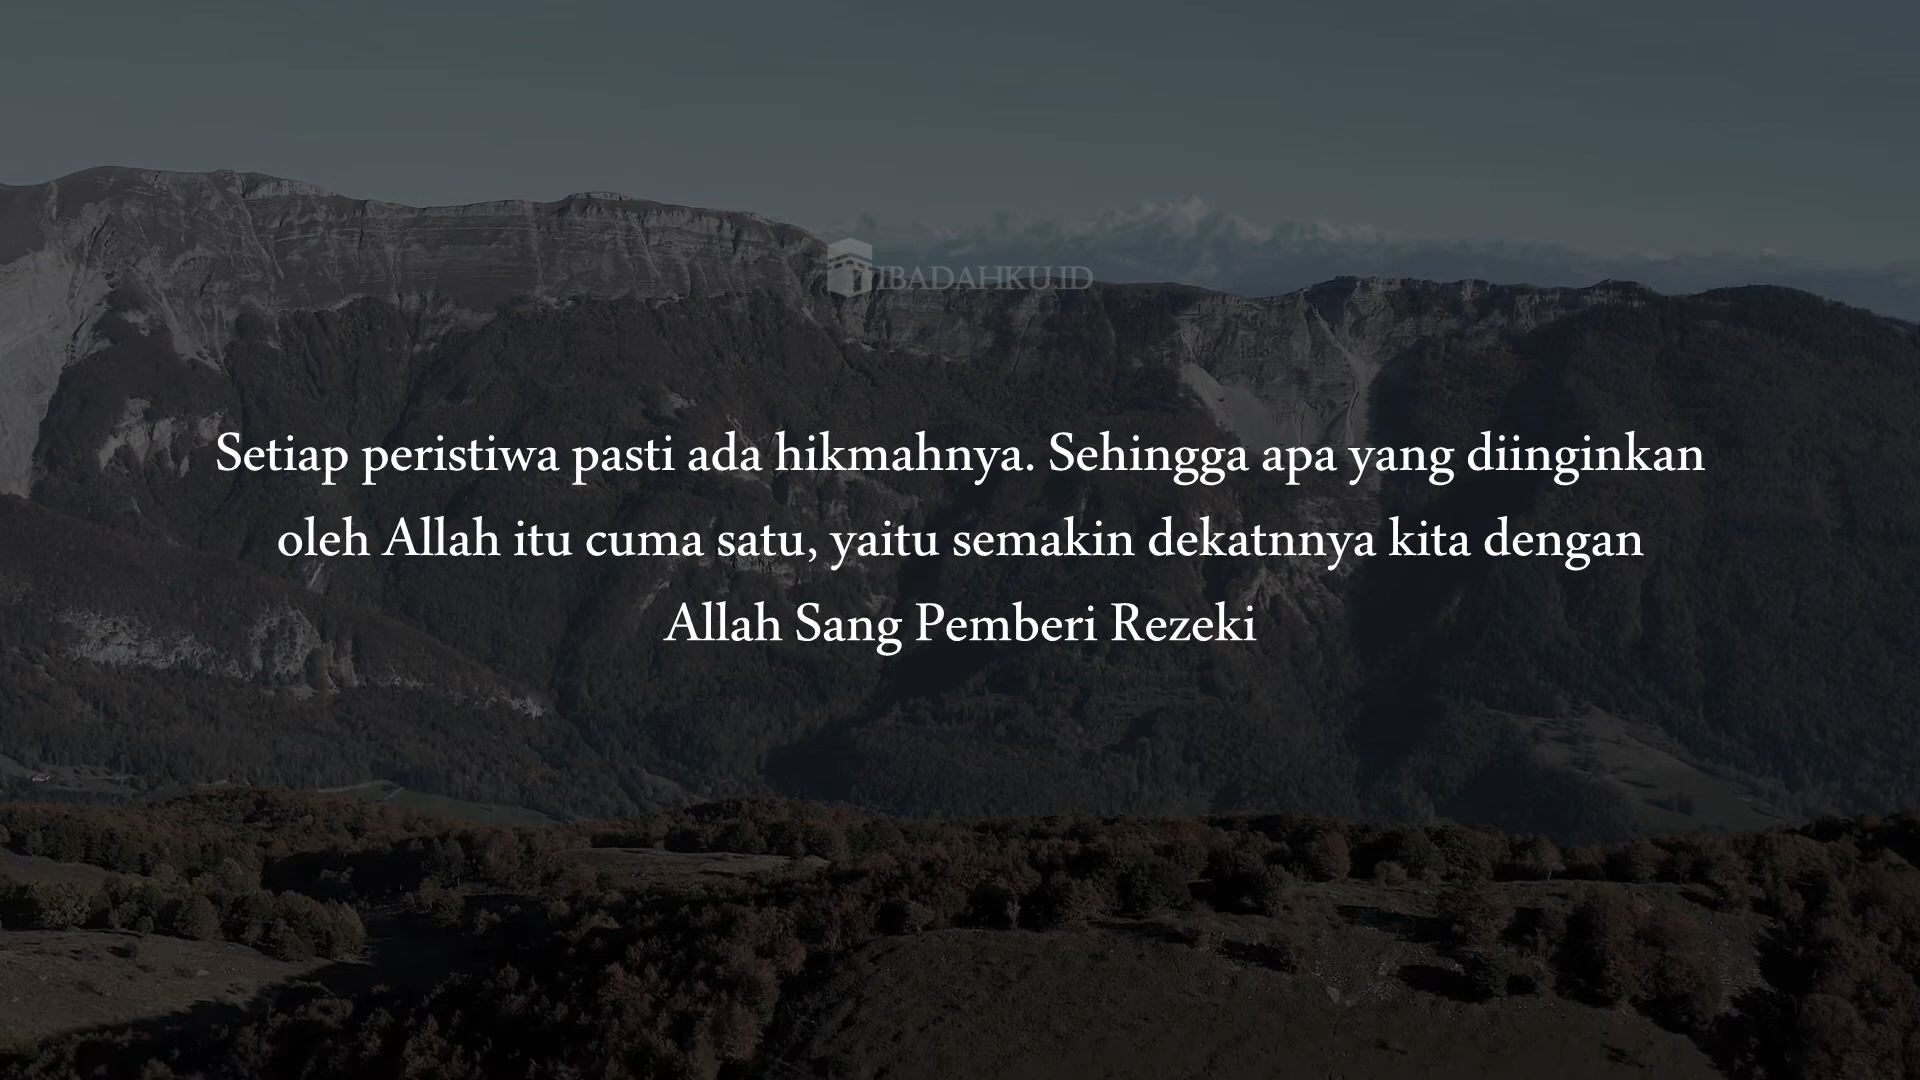 IBADAHKU.ID
Setiap peristiwa pasti ada hikmahnya. Sehingga apa yang diinginkan
oleh Allah itu cuma satu, yaitu semakin dekatnnya kita dengan
Allah Sang Pemberi Rezeki